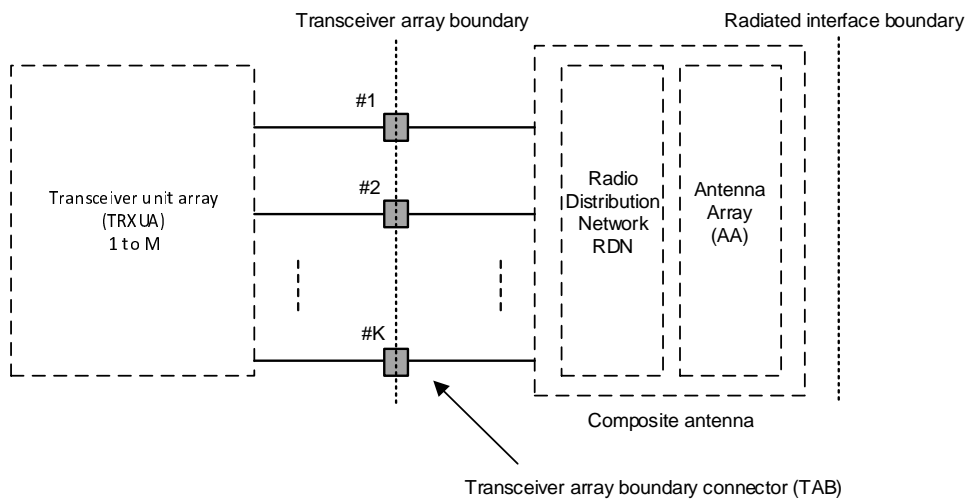 Transceiver array boundary
Radiated interface boundary
#1
#2
#K
Transceiver unit array
(TRXUA)
1 to M
Radio
Distribution
Network
RDN
Antenna
Array
(AA)
Composite antenna
Transceiver array boundary connector (TAB)